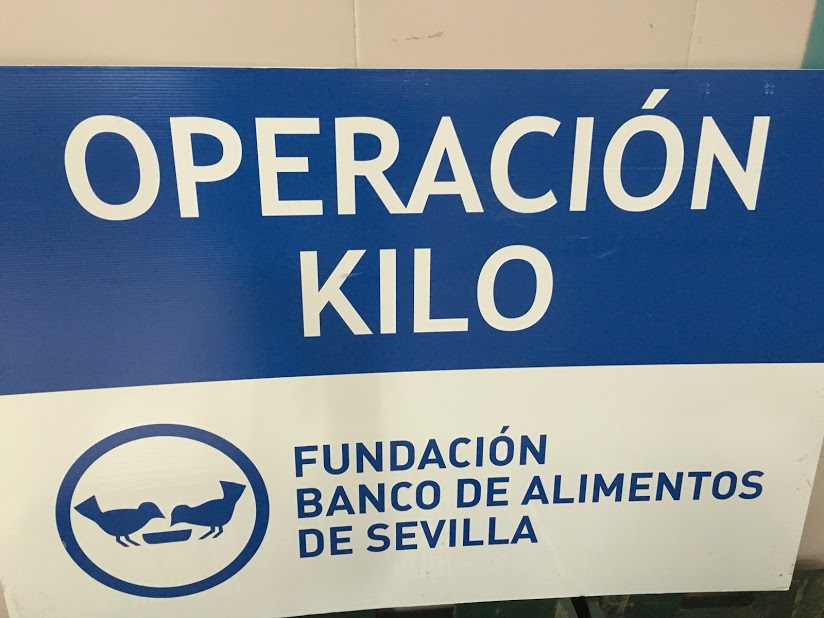 OPERACIÓN
KILO
FUNDACIÓN
BANCO DE ALIMENTOS
DE SEVILLA